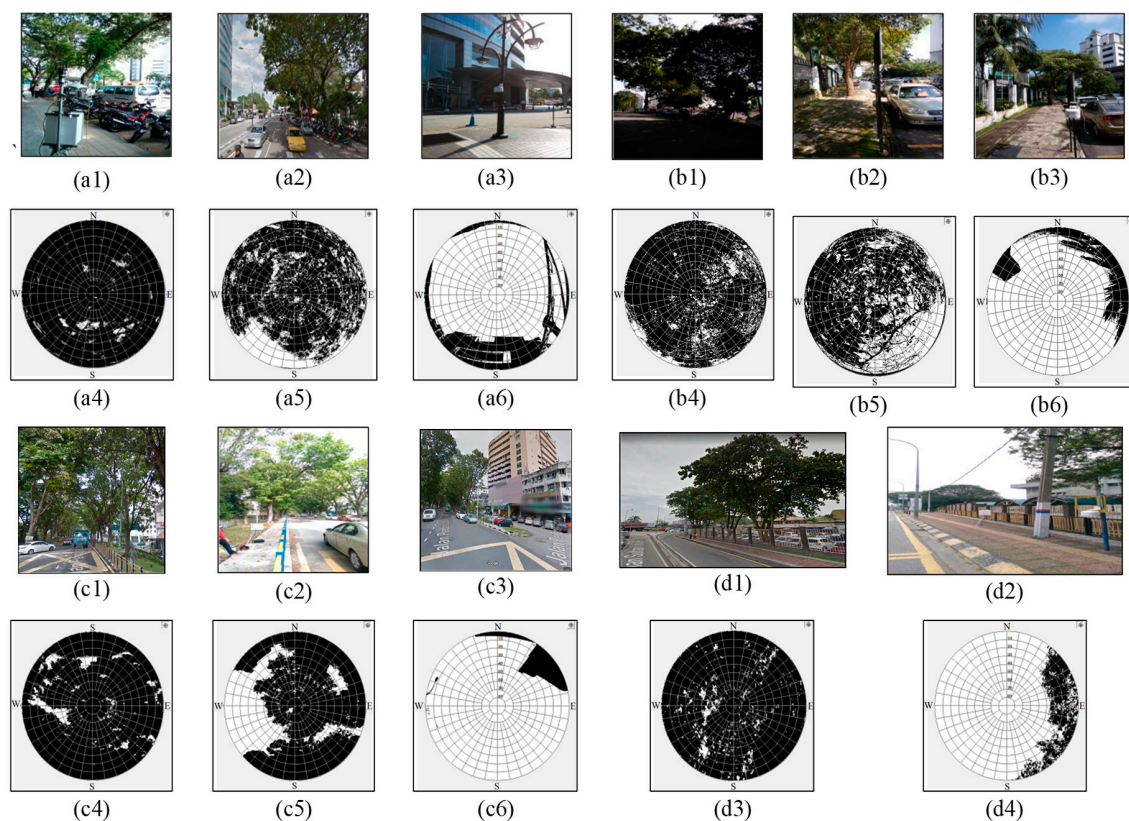 (a1) (a2) (a3) (b1) (b2) (b3)
N N N N N N
W E W E W E W E W E W E
S S S S S S
(a4) (a5) (a6) (b4) (b5) (b6)
(c1) (c2) (c3) (d1) (d2)
S N N N N
W E W E W E W E W E
S S S S S
(c4) (c5) (c6) (d3) (d4)